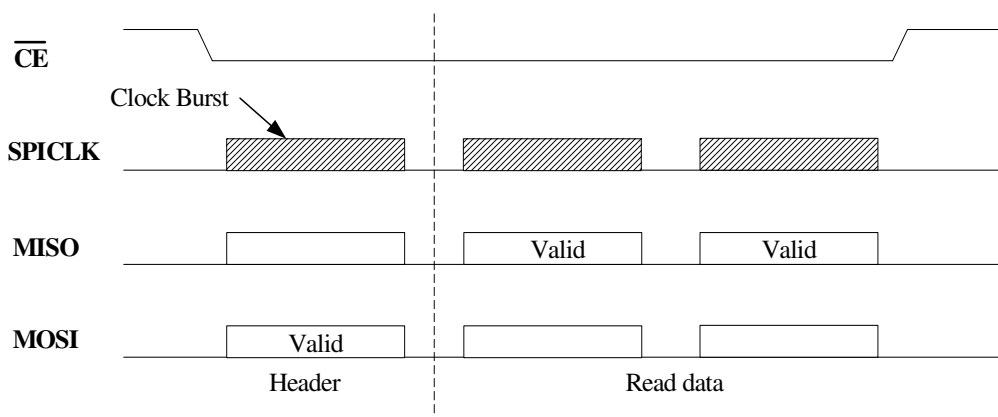 CE
Clock Burst
SPICLK
MISO
Valid
Valid
MOSI
Valid
Header
Read data